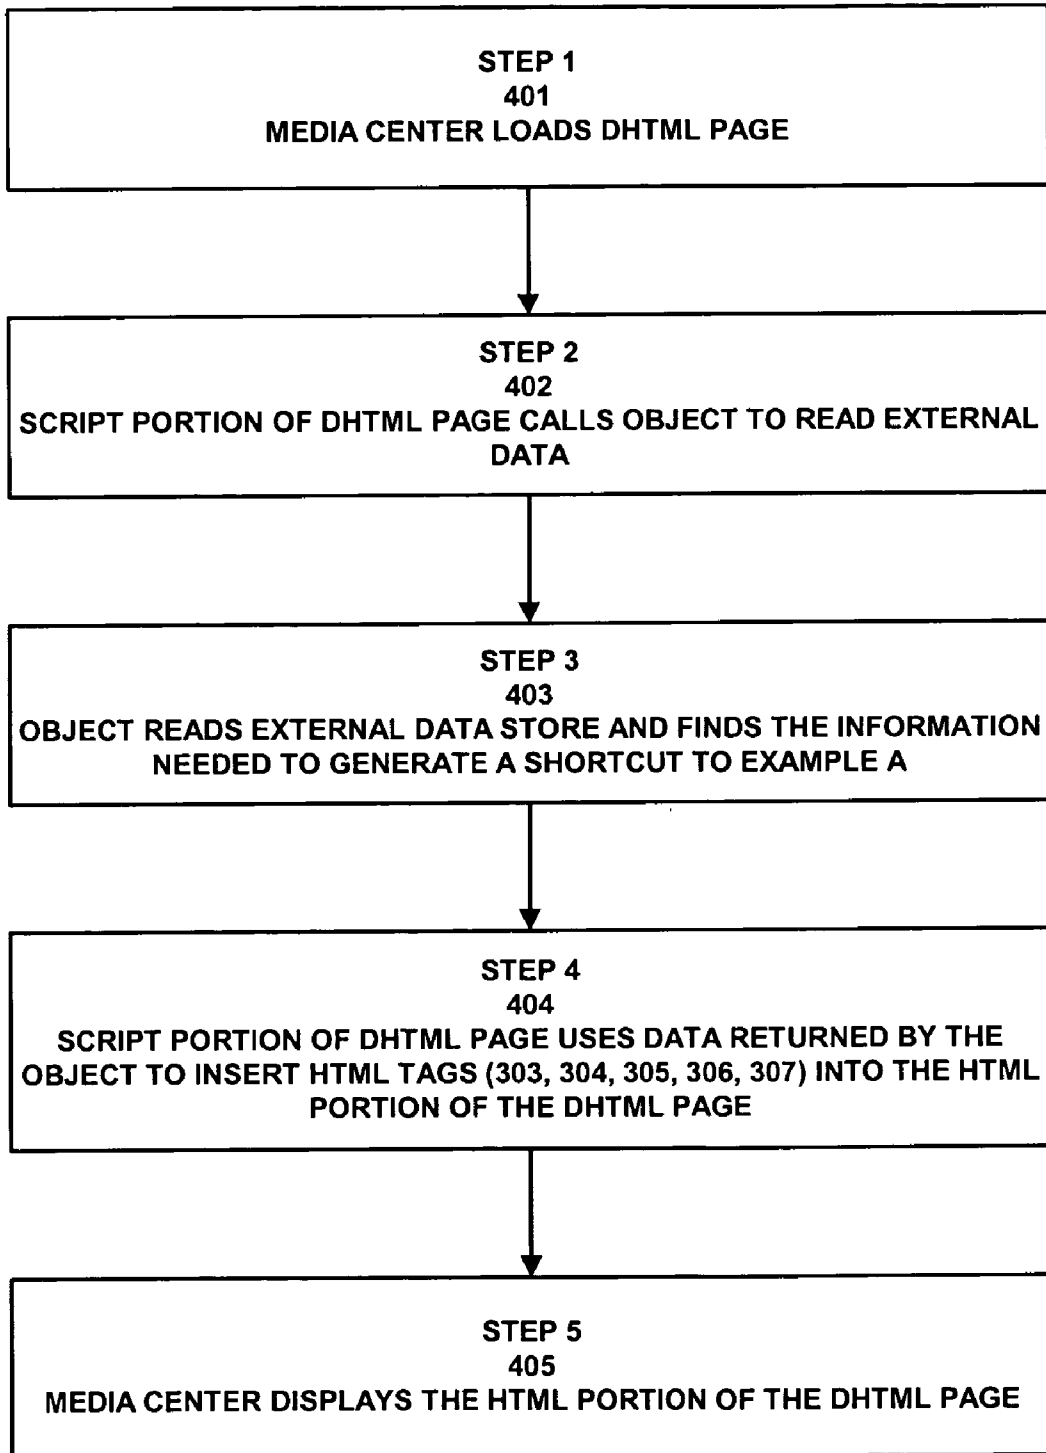 STEP 1
401
MEDIA CENTER LOADS DHTML PAGE
STEP 2
402
SCRIPT PORTION OF DHTML PAGE CALLS OBJECT TO READ EXTERNAL
DATA
STEP 3
403
OBJECT READS EXTERNAL DATA STORE AND FINDS THE INFORMATION
NEEDED TO GENERATE A SHORTCUT TO EXAMPLE A
STEP 4
404
SCRIPT PORTION OF DHTML PAGE USES DATA RETURNED BY THE
OBJECT TO INSERT HTML TAGS (303, 304, 305, 306, 307) INTO THE HTML
PORTION OF THE DHTML PAGE
STEP 5
405
MEDIA CENTER DISPLAYS THE HTML PORTION OF THE DHTML PAGE